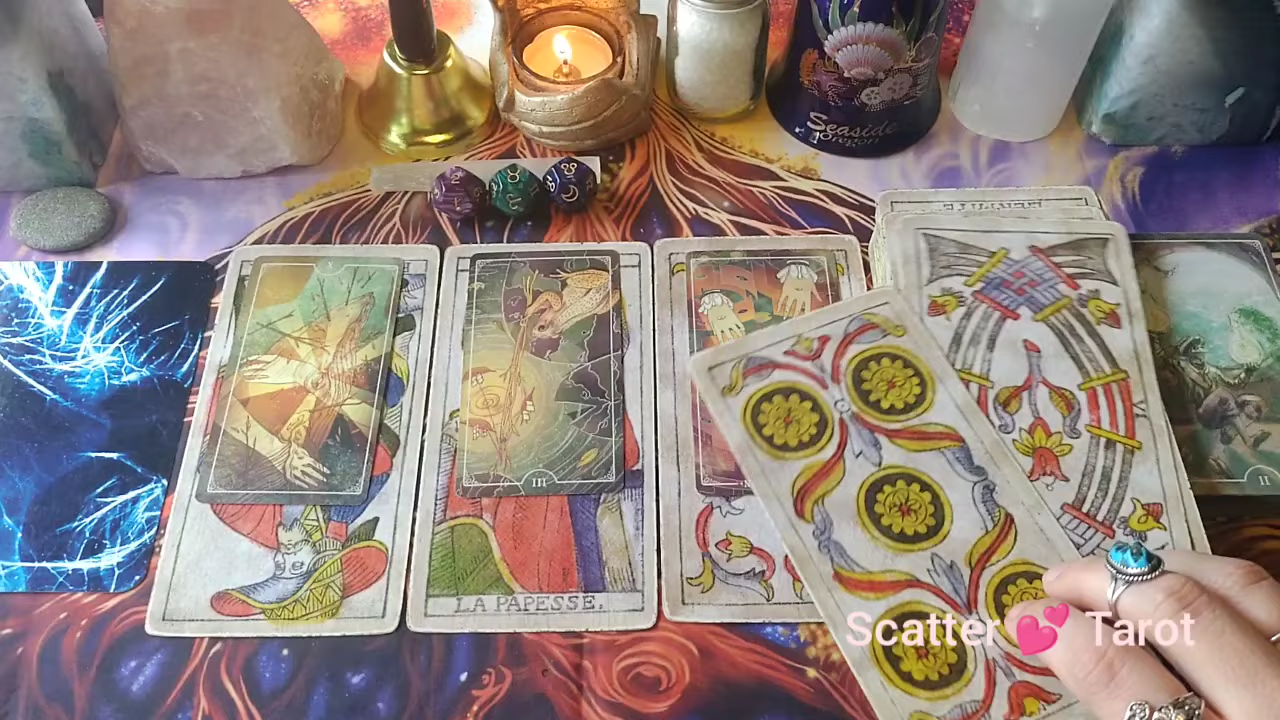 Seaside
Oregon
III
LA PAPESSE.
II
Scatter 💕 Tarot